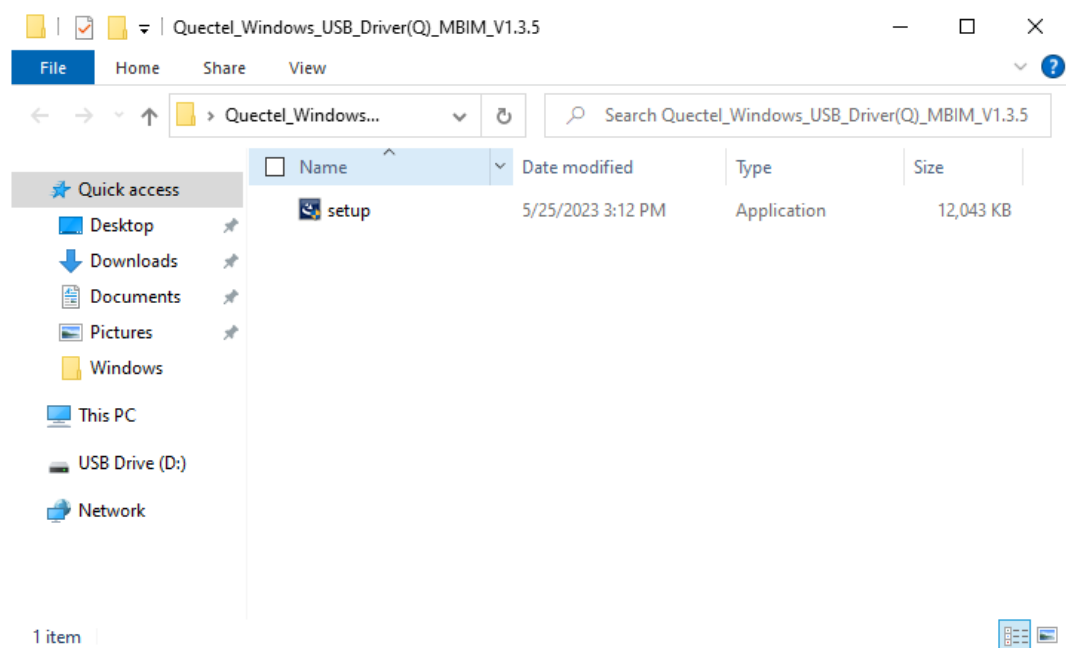 Quectel_Windows_USB_Driver(Q)_MBIM_V1.3.5
File Home Share View
?
Quectel_Windows... Search Quectel_Windows_USB_Driver(Q)_MBIM_V1.3.5
Name Date modified Type Size
Quick access
setup 5/25/2023 3:12 PM Application 12,043 KB
Desktop
Downloads
Documents
Pictures
Windows
This PC
USB Drive (D:)
Network
1 item